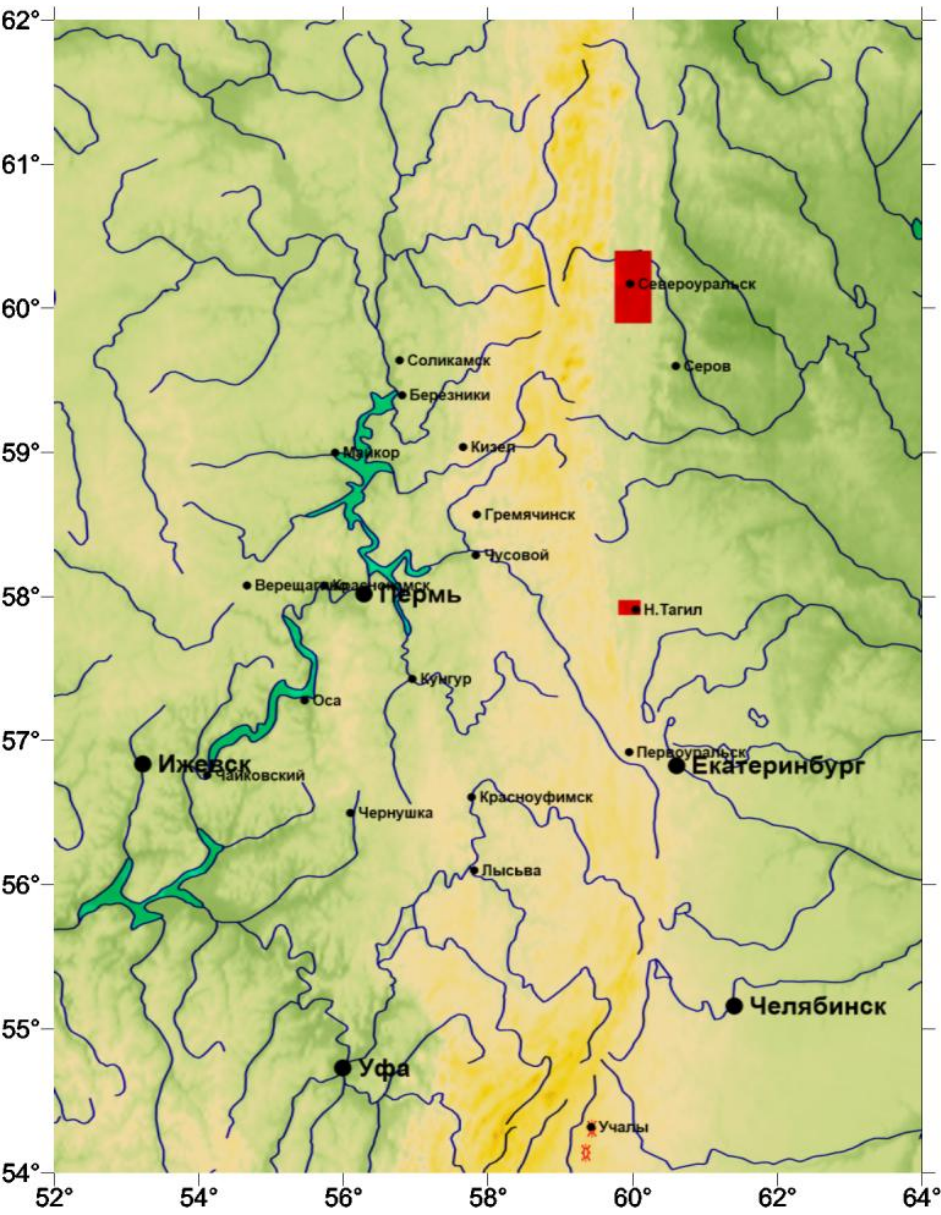 62°
61°
Североуральск
60°
Соликамск
Серов
Березники
59°
Майкор
Кизел
Гремячинск
Чусовой
58°
Верещагино
Краснокамск
Пермь
Н.Тагил
Кунгур
Оса
57°
Первоуральск
Ижевск
Екатеринбург
Чайковский
Красноуфимск
Чернушка
56°
Лысьва
55°
Челябинск
Уфа
Учалы
54°
52° 54° 56° 58° 60° 62° 64°